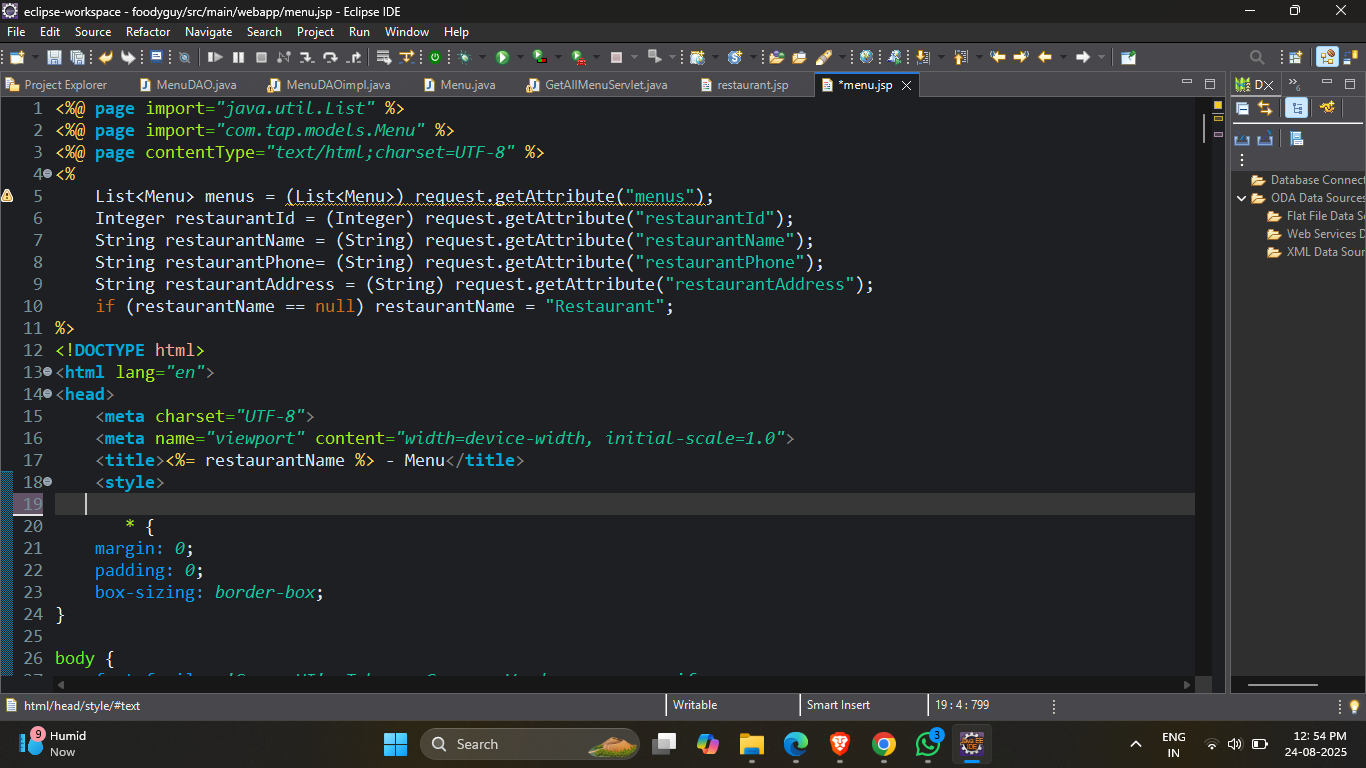 eclipse-workspace - foodyguy/src/main/webapp/menu.jsp - Eclipse IDE
File Edit Source Refactor Navigate Search Project Run Window Help
Project Explorer MenuDAO.java MenuDAOimpl.java Menu.java GetAllMenuServlet.java restaurant.jsp *menu.jsp D 6
1 <%@ page import="java.util.List" %>
2 <%@ page import="com.tap.models.Menu" %>
3 <%@ page contentType="text/html;charset=UTF-8" %>
4 <%
5 List<Menu> menus = (List<Menu>) request.getAttribute("menus");
6 Integer restaurantId = (Integer) request.getAttribute("restaurantId");
7 String restaurantName = (String) request.getAttribute("restaurantName");
8 String restaurantPhone= (String) request.getAttribute("restaurantPhone");
9 String restaurantAddress = (String) request.getAttribute("restaurantAddress");
10 if (restaurantName == null) restaurantName = "Restaurant";
11 %>
12 <!DOCTYPE html>
13 <html lang="en">
14 <head>
15 <meta charset="UTF-8">
16 <meta name="viewport" content="width=device-width, initial-scale=1.0">
17 <title><%= restaurantName %> - Menu</title>
18 <style>
19
20 * {
21 margin: 0;
22 padding: 0;
23 box-sizing: border-box;
24 }
25
26 body {
Database Connect
ODA Data Sources
Flat File Data S
Web Services D
XML Data Sour
html/head/style/#text Writable Smart Insert 19 : 4 : 799
9 Humid
Now
Search
3
ENG
IN
12:54 PM
24-08-2025